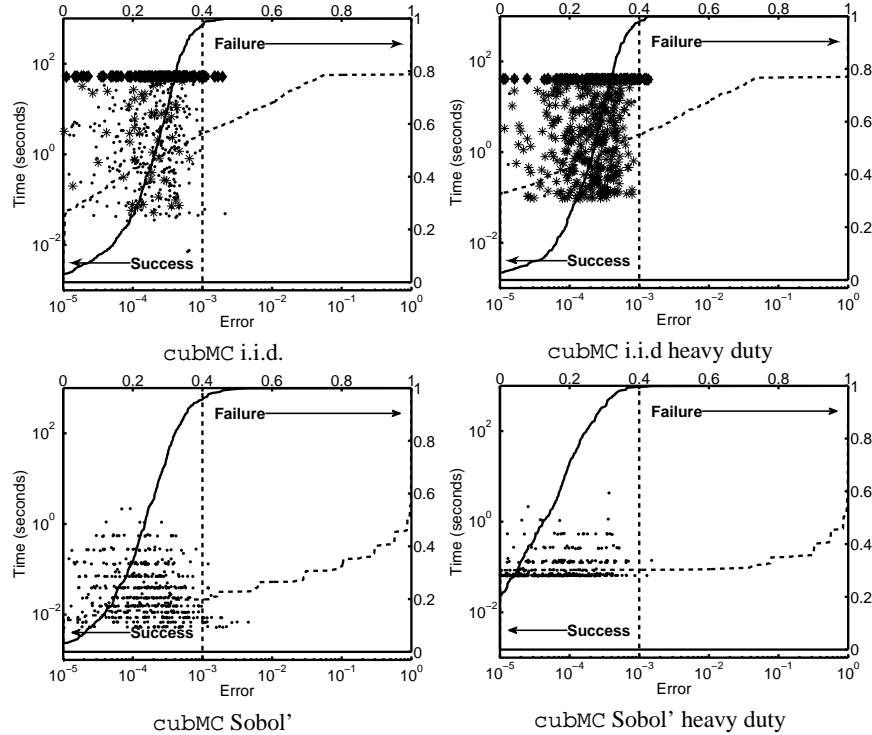 0 0.2 0.4 0.6 0.8 1
0 0.2 0.4 0.6 0.8 1
Failure
Success
10^2 10^0 10^-2
Time (seconds)
10^-5 10^-4 10^-3 10^-2 10^-1 10^0
Error
cubMC i.i.d.
0 0.2 0.4 0.6 0.8 1
0 0.2 0.4 0.6 0.8 1
Failure
Success
10^2 10^0 10^-2
Time (seconds)
10^-5 10^-4 10^-3 10^-2 10^-1 10^0
Error
cubMC i.i.d heavy duty
0 0.2 0.4 0.6 0.8 1
0 0.2 0.4 0.6 0.8 1
Failure
Success
10^2 10^0 10^-2
Time (seconds)
10^-5 10^-4 10^-3 10^-2 10^-1 10^0
Error
cubMC Sobol’
0 0.2 0.4 0.6 0.8 1
0 0.2 0.4 0.6 0.8 1
Failure
Success
10^2 10^0 10^-2
Time (seconds)
10^-5 10^-4 10^-3 10^-2 10^-1 10^0
Error
cubMC Sobol’ heavy duty